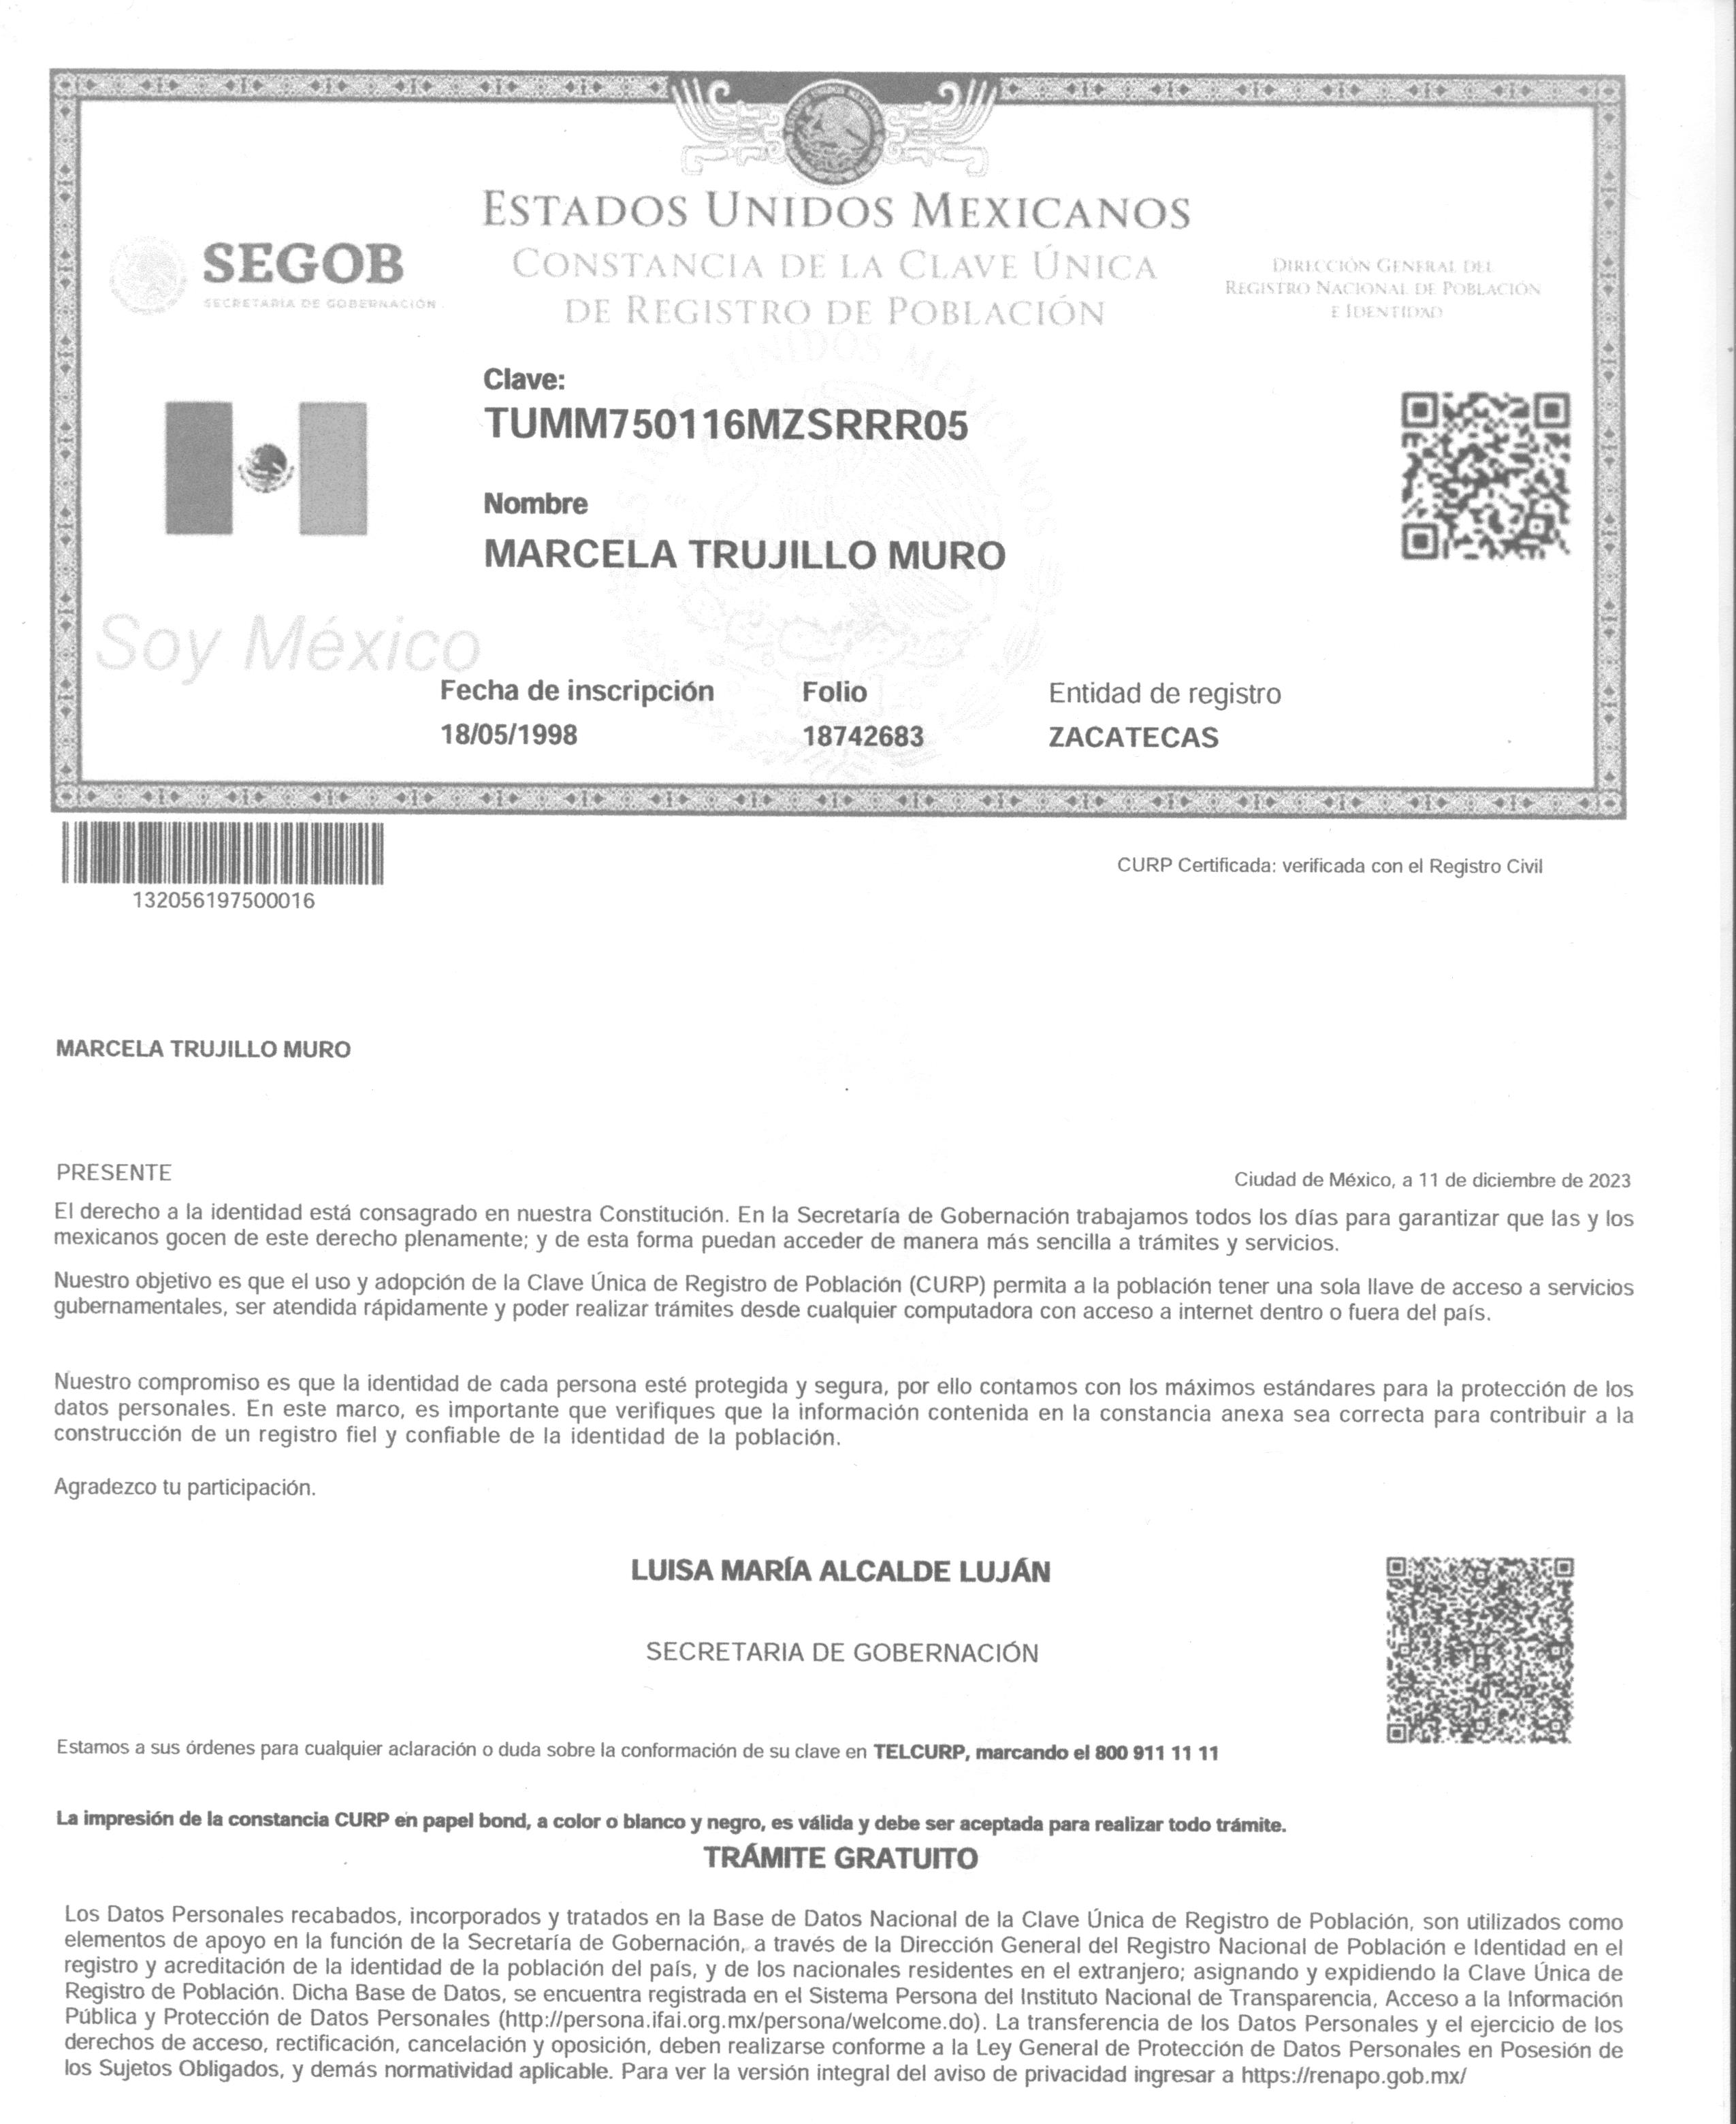 ESTADOS UNIDOS MEXICANOS
CONSTANCIA DE LA CLAVE ÚNICA
DE REGISTRO DE POBLACIÓN
SEGOB
SECRETARIA DE GOBERNACIÓN
DIRECCIÓN GENERAL DEL
REGISTRO NACIONAL DE POBLACIÓN
E IDENTIDAD
Clave:
TUMM750116MZSRRR05
Nombre
MARCELA TRUJILLO MURO
Soy México
Fecha de inscripción Folio Entidad de registro
18/05/1998 18742683 ZACATECAS
132056197500016
CURP Certificada: verificada con el Registro Civil
MARCELA TRUJILLO MURO
PRESENTE
Ciudad de México, a 11 de diciembre de 2023
El derecho a la identidad está consagrado en nuestra Constitución. En la Secretaría de Gobernación trabajamos todos los días para garantizar que las y los
mexicanos gocen de este derecho plenamente; y de esta forma puedan acceder de manera más sencilla a trámites y servicios.
Nuestro objetivo es que el uso y adopción de la Clave Única de Registro de Población (CURP) permita a la población tener una sola llave de acceso a servicios
gubernamentales, ser atendida rápidamente y poder realizar trámites desde cualquier computadora con acceso a internet dentro o fuera del país.
Nuestro compromiso es que la identidad de cada persona esté protegida y segura, por ello contamos con los máximos estándares para la protección de los
datos personales. En este marco, es importante que verifiques que la información contenida en la constancia anexa sea correcta para contribuir a la
construcción de un registro fiel y confiable de la identidad de la población.
Agradezco tu participación.
LUISA MARÍA ALCALDE LUJÁN
SECRETARIA DE GOBERNACIÓN
Estamos a sus órdenes para cualquier aclaración o duda sobre la conformación de su clave en TELCURP, marcando el 800 911 11 11
La impresión de la constancia CURP en papel bond, a color o blanco y negro, es válida y debe ser aceptada para realizar todo trámite.
TRÁMITE GRATUITO
Los Datos Personales recabados, incorporados y tratados en la Base de Datos Nacional de la Clave Única de Registro de Población, son utilizados como
elementos de apoyo en la función de la Secretaría de Gobernación, a través de la Dirección General del Registro Nacional de Población e Identidad en el
registro y acreditación de la identidad de la población del país, y de los nacionales residentes en el extranjero; asignando y expidiendo la Clave Única de
Registro de Población. Dicha Base de Datos, se encuentra registrada en el Sistema Persona del Instituto Nacional de Transparencia, Acceso a la Información
Pública y Protección de Datos Personales (http://persona.ifai.org.mx/persona/welcome.do). La transferencia de los Datos Personales y el ejercicio de los
derechos de acceso, rectificación, cancelación y oposición, deben realizarse conforme a la Ley General de Protección de Datos Personales en Posesión de
los Sujetos Obligados, y demás normatividad aplicable. Para ver la versión integral del aviso de privacidad ingresar a https://renapo.gob.mx/